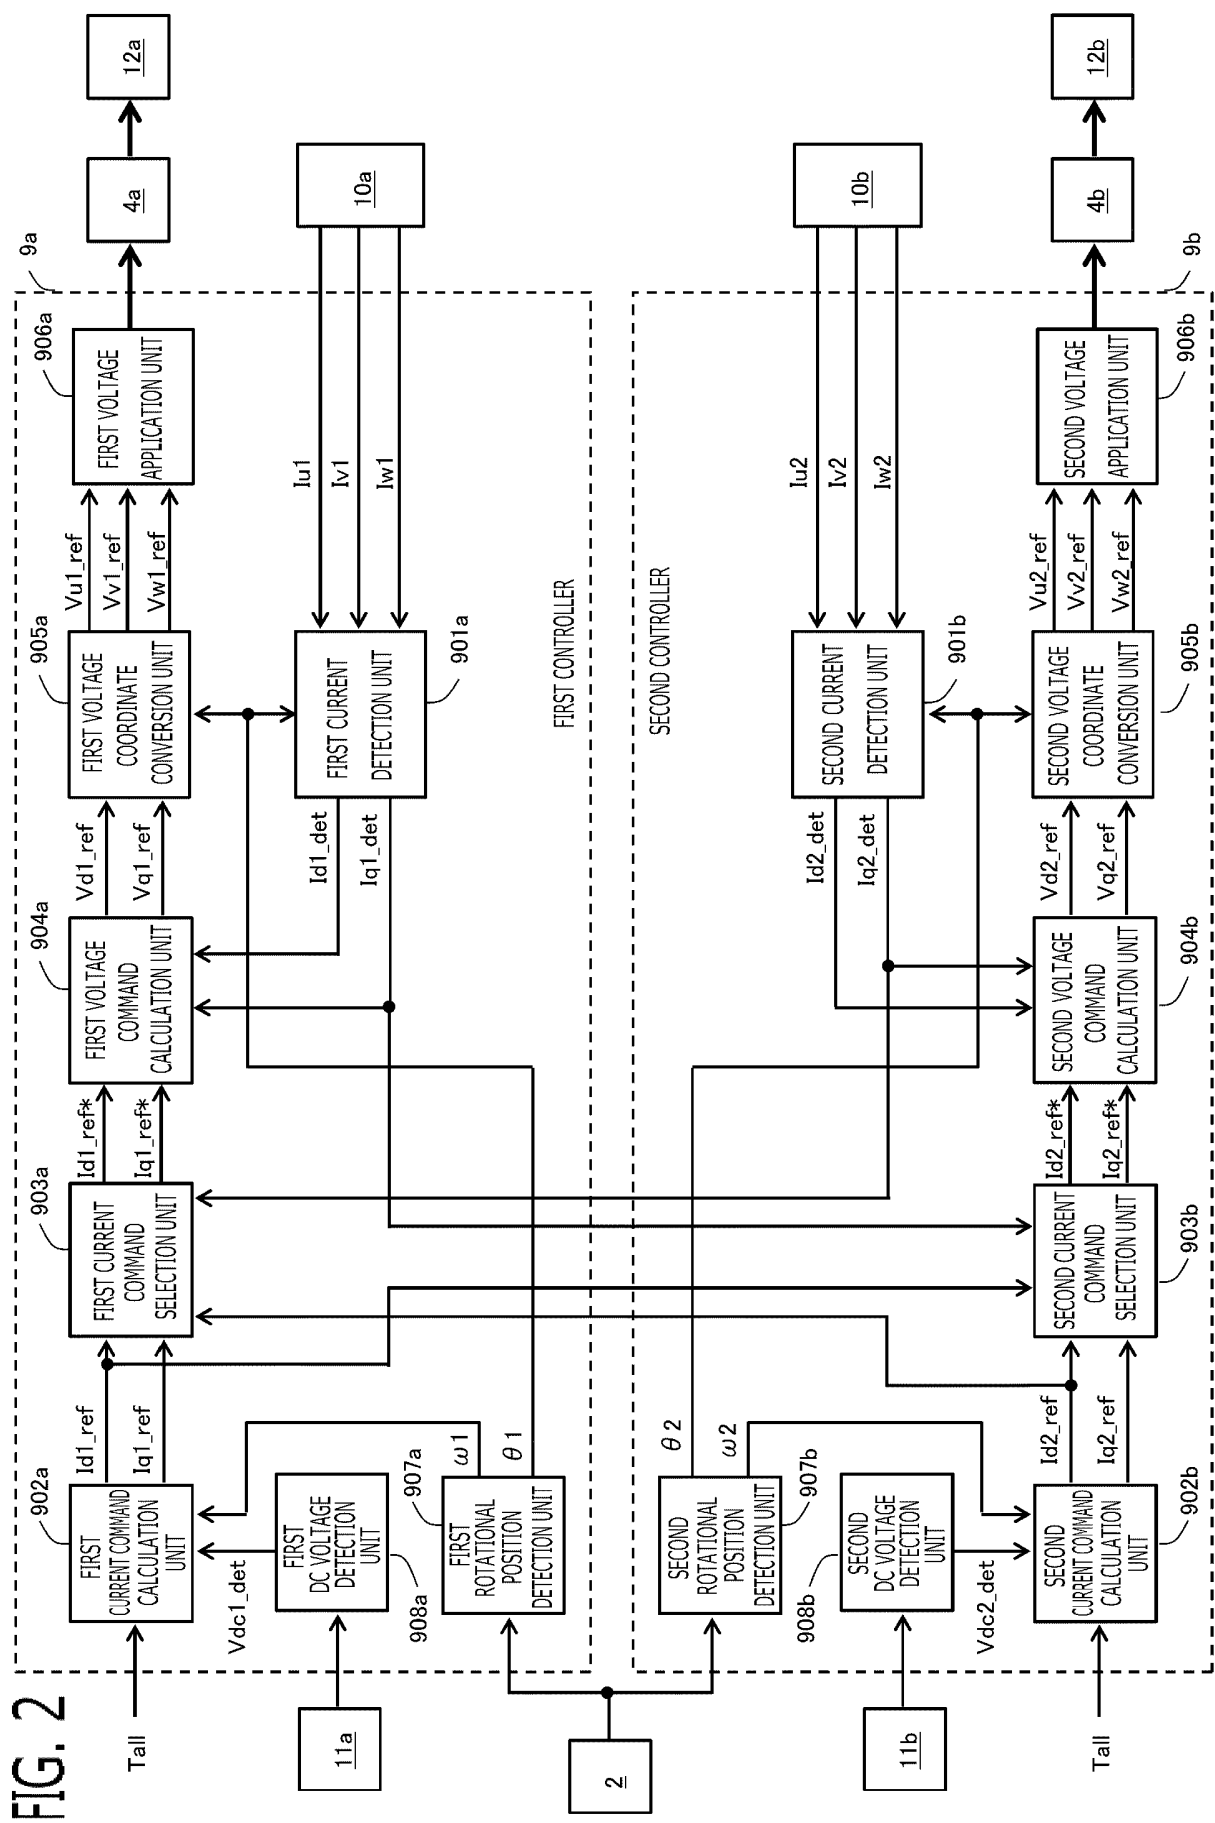 FIG. 2
Tall
902a
FIRST
CURRENT COMMAND
CALCULATION
UNIT
Id1_ref
Iq1_ref
903a
FIRST CURRENT
COMMAND
SELECTION UNIT
Id1_ref*
Iq1_ref*
904a
FIRST VOLTAGE
COMMAND
CALCULATION UNIT
Vd1_ref
Vq1_ref
905a
FIRST VOLTAGE
COORDINATE
CONVERSION UNIT
Vu1_ref
Vv1_ref
Vw1_ref
906a
FIRST VOLTAGE
APPLICATION UNIT
9a
4a
12a
11a
Vdc1_det
FIRST
DC VOLTAGE
DETECTION
UNIT
908a
907a
FIRST
ROTATIONAL
POSITION
DETECTION UNIT
ω1
θ1
Id1_det
Iq1_det
FIRST CURRENT
DETECTION UNIT
901a
Iu1
Iv1
Iw1
10a
FIRST CONTROLLER
2
SECOND CONTROLLER
SECOND
ROTATIONAL
POSITION
DETECTION UNIT
907b
θ2
ω2
11b
908b
SECOND
DC VOLTAGE
DETECTION
UNIT
Vdc2_det
Id2_det
Iq2_det
SECOND CURRENT
DETECTION UNIT
901b
Iu2
Iv2
Iw2
10b
Tall
SECOND
CURRENT COMMAND
CALCULATION
UNIT
902b
Id2_ref
Iq2_ref
SECOND CURRENT
COMMAND
SELECTION UNIT
903b
Id2_ref*
Iq2_ref*
SECOND VOLTAGE
COMMAND
CALCULATION UNIT
904b
Vd2_ref
Vq2_ref
SECOND VOLTAGE
COORDINATE
CONVERSION UNIT
905b
Vu2_ref
Vv2_ref
Vw2_ref
SECOND VOLTAGE
APPLICATION UNIT
906b
9b
4b
12b